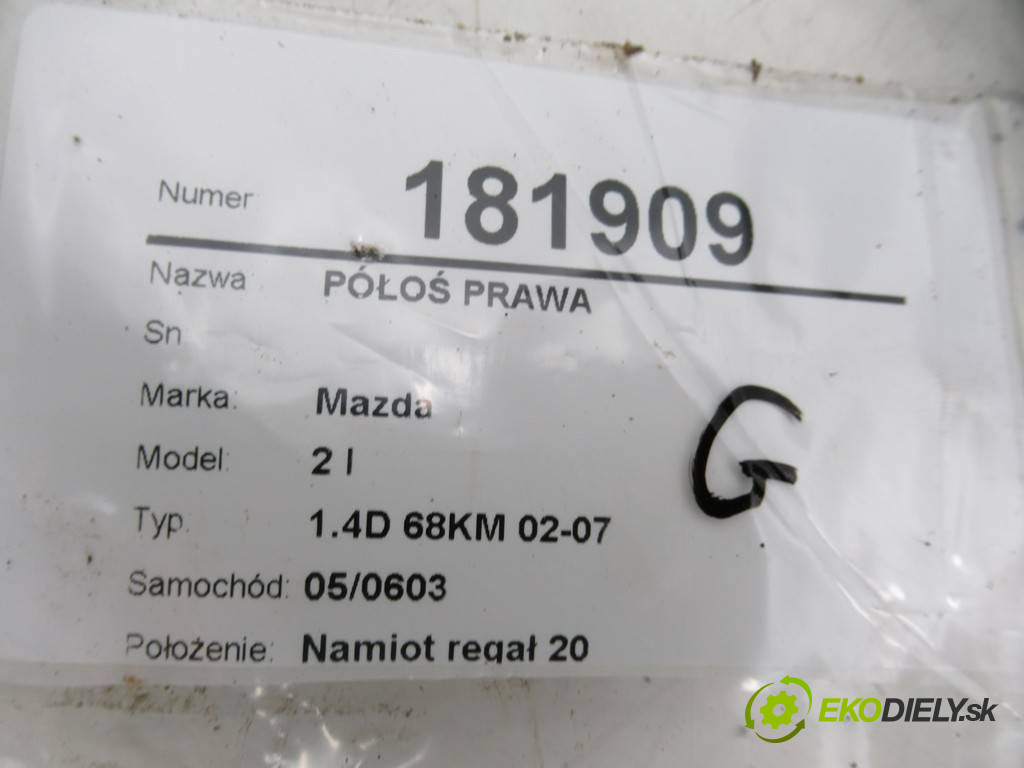 Numer 181909
Nazwa PÓŁOŚ PRAWA
Sn
Marka: Mazda
Model: 2 I
Typ. 1.4D 68KM 02-07
Samochód: 05/0603
Położenie: Namiot regał 20
G
EKODIELY.sk